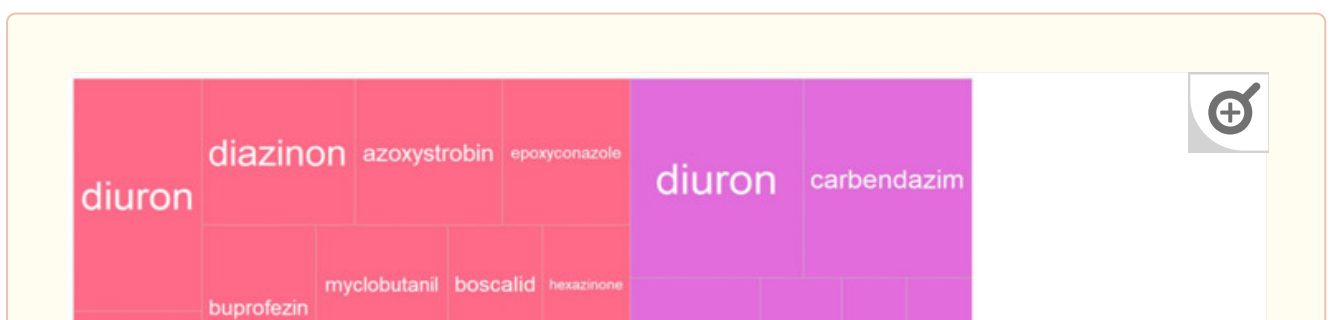 diuron
diazinon
azoxystrobin
epoxyconazole
buprofezin
myclobutanil
boscalid
hexazinone
diuron
carbendazim